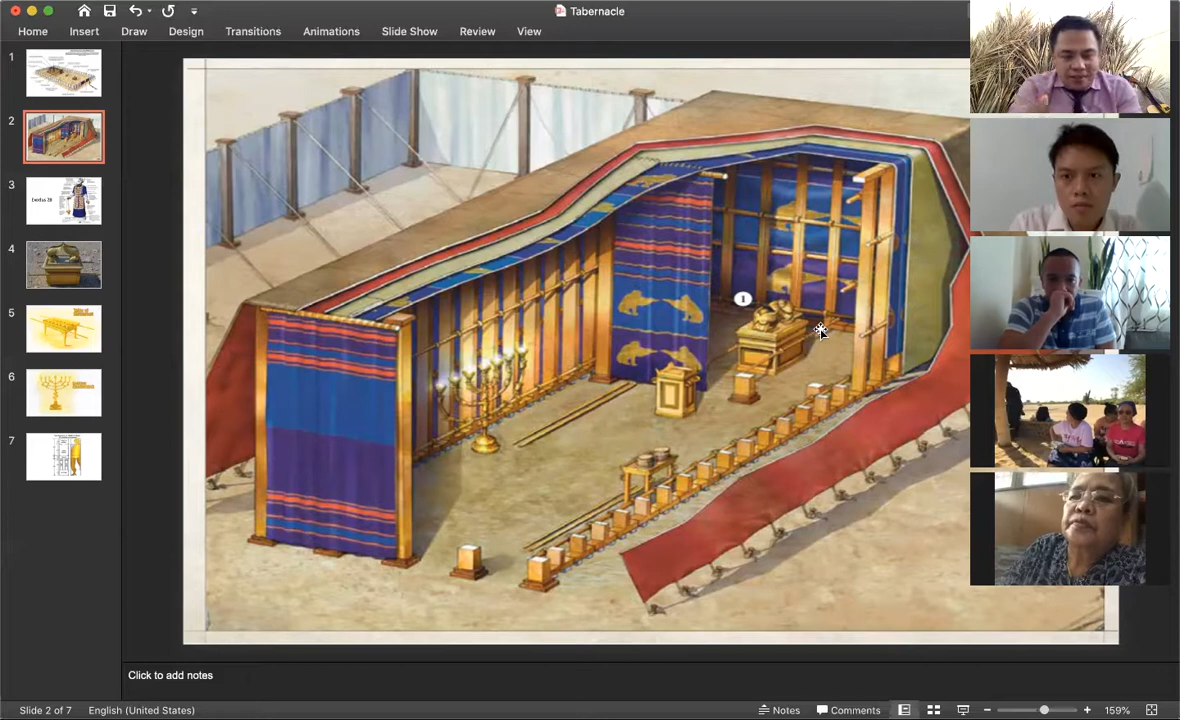 Tabernacle
Home Insert Draw Design Transitions Animations Slide Show Review View
1
2
3
Exodus 28
4
5
6
7
1
Click to add notes
Slide 2 of 7 English (United States) Notes Comments 159%